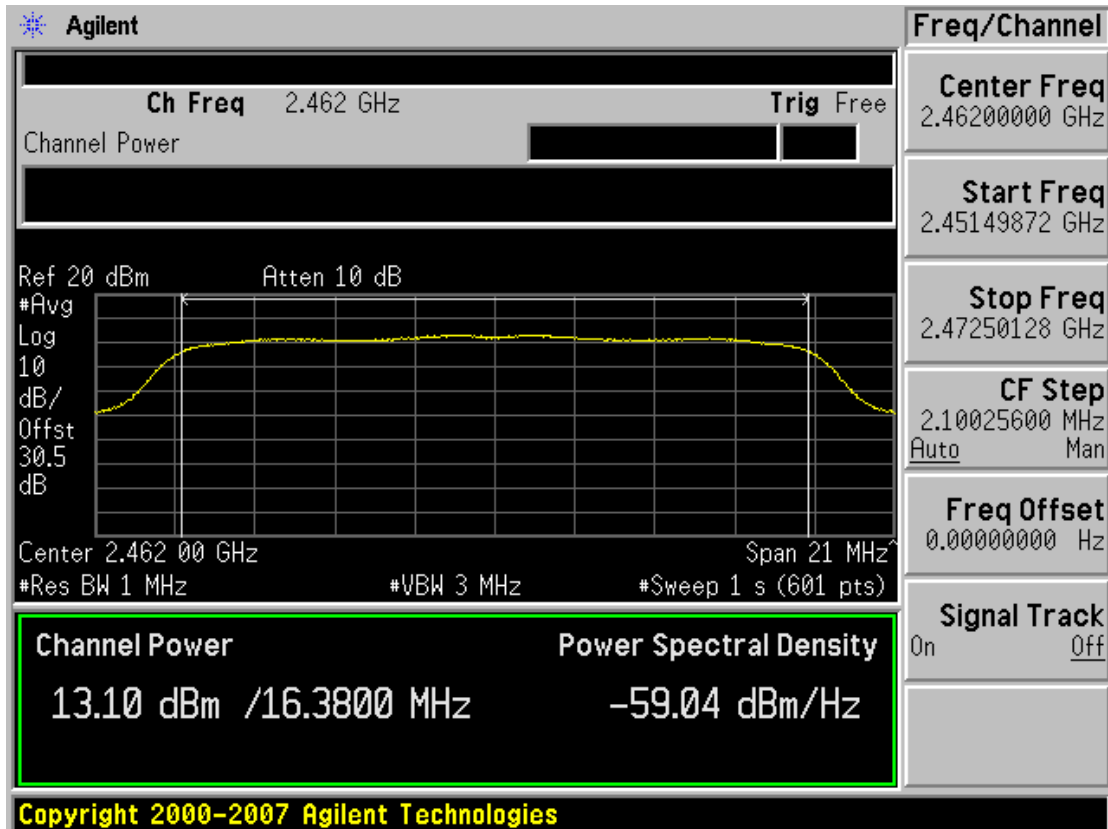 Agilent
Freq/Channel
Ch Freq 2.462 GHz Trig Free
Channel Power
Ref 20 dBm Atten 10 dB
#Avg
Log
10
dB/
Offst
30.5
dB
Center 2.462 00 GHz Span 21 MHz^
#Res BW 1 MHz #VBW 3 MHz #Sweep 1 s (601 pts)
Channel Power Power Spectral Density
13.10 dBm /16.3800 MHz -59.04 dBm/Hz
Center Freq
2.46200000 GHz
Start Freq
2.45149872 GHz
Stop Freq
2.47250128 GHz
CF Step
2.10025600 MHz
Auto Man
Freq Offset
0.00000000 Hz
Signal Track
On Off
Copyright 2000-2007 Agilent Technologies